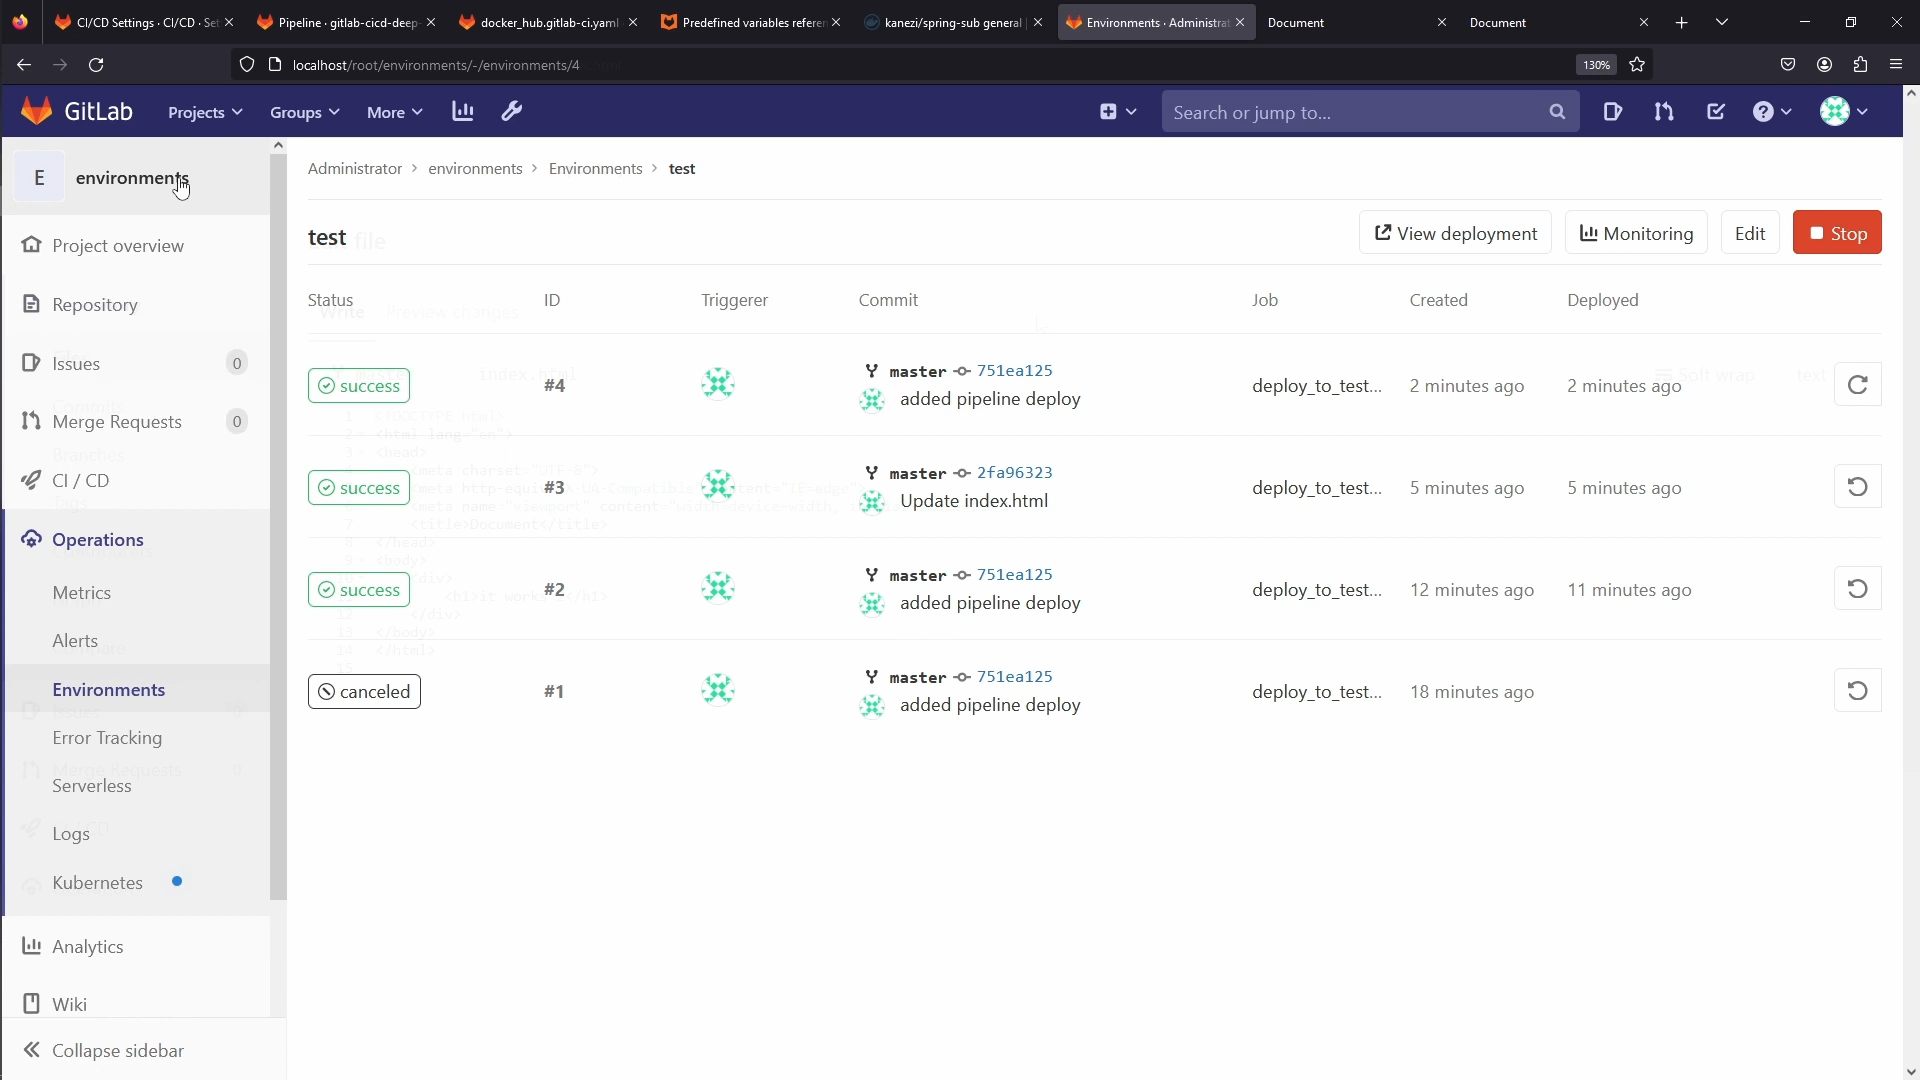 CI/CD Settings · CI/CD · Set
Pipeline · gitlab-cicd-deep-
docker_hub.gitlab-ci.yaml
Predefined variables referen
kanezi/spring-sub general |
Environments · Administrat
Document
Document
localhost/root/environments/-/environments/4
130%
GitLab
Projects
Groups
More
Search or jump to...
E
environments
Project overview
Repository
Issues 0
Merge Requests 0
CI / CD
Operations
Metrics
Alerts
Environments
Error Tracking
Serverless
Logs
Kubernetes
Analytics
Wiki
Collapse sidebar
Administrator > environments > Environments > test
test
View deployment
Monitoring
Edit
Stop
Status ID Triggerer Commit Job Created Deployed
success #4 master 751ea125 added pipeline deploy deploy_to_test... 2 minutes ago 2 minutes ago
success #3 master 2fa96323 Update index.html deploy_to_test... 5 minutes ago 5 minutes ago
success #2 master 751ea125 added pipeline deploy deploy_to_test... 12 minutes ago 11 minutes ago
canceled #1 master 751ea125 added pipeline deploy deploy_to_test... 18 minutes ago